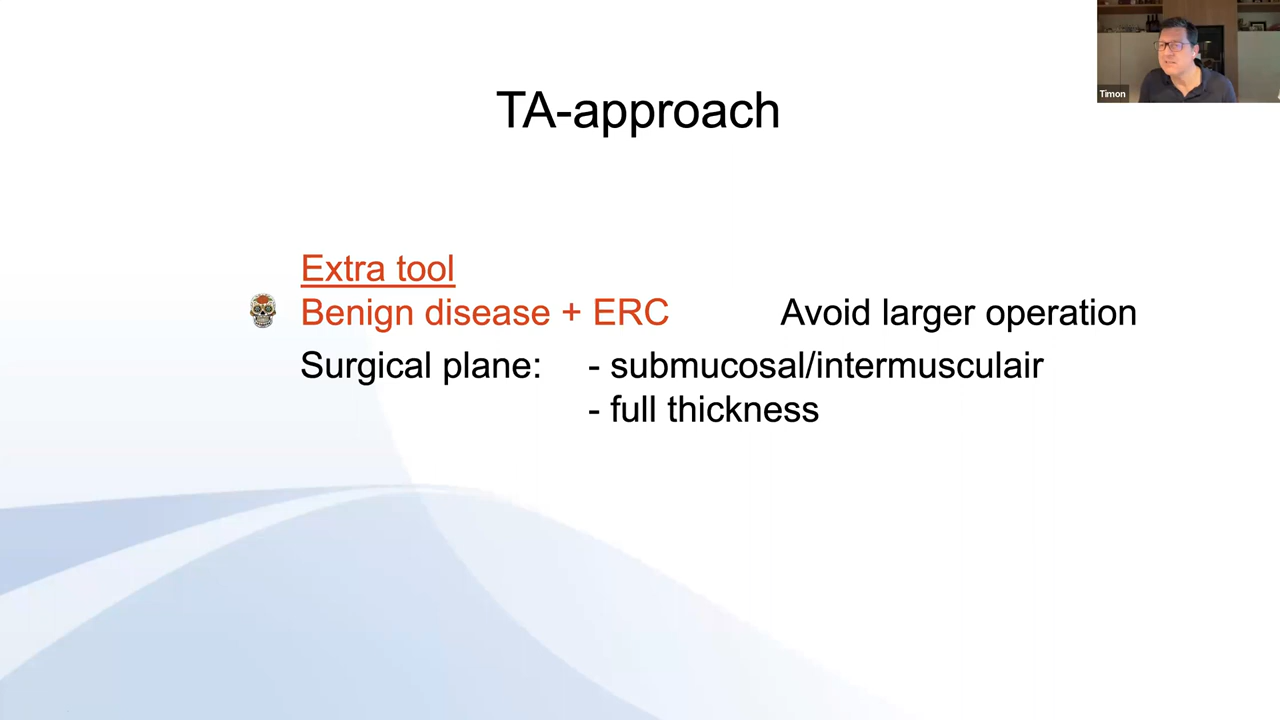 Timon
TA-approach
Extra tool
Benign disease + ERC Avoid larger operation
Surgical plane: - submucosal/intermusculair
- full thickness